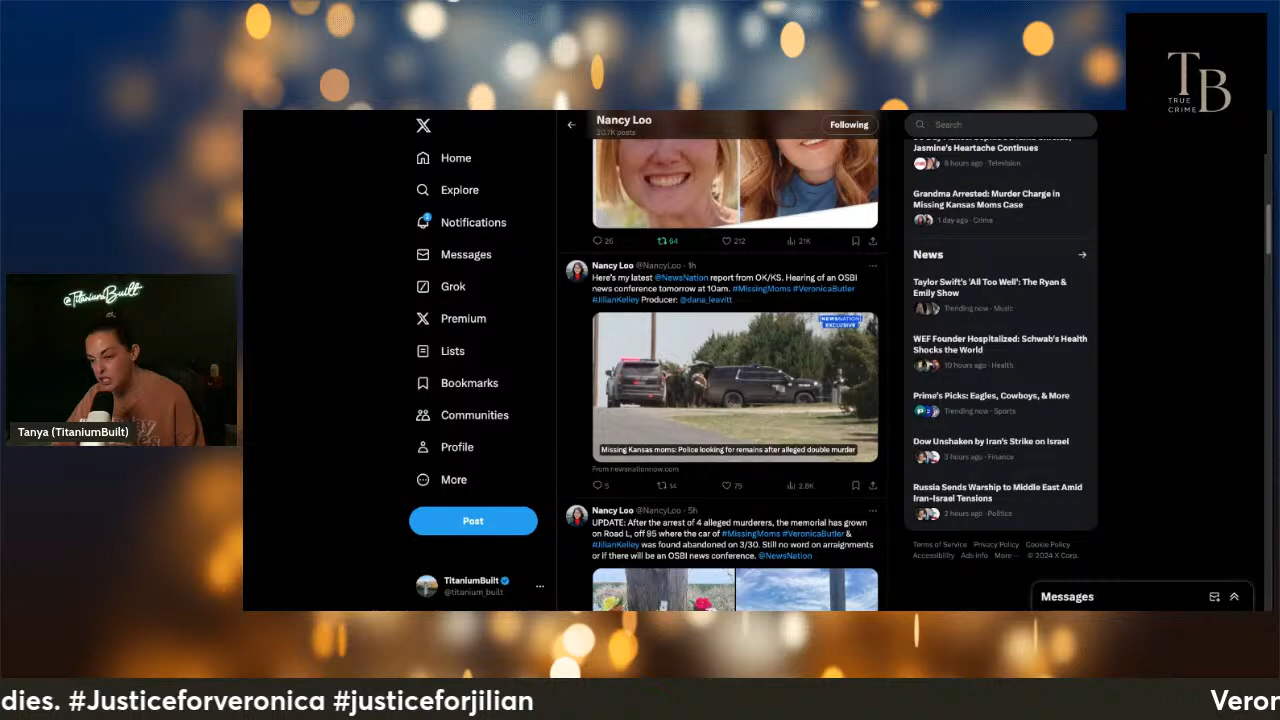 TB
TRUE
CRIME
@TitaniumBuilt
Tanya (TitaniumBuilt)
Home
Explore
Notifications
Messages
Grok
Premium
Lists
Bookmarks
Communities
Profile
More
Post
TitaniumBuilt
@titanium_built
Nancy Loo
20.7K posts
Following
26
64
212
21K
Nancy Loo @NancyLoo · 1h
Here's my latest @NewsNation report from OK/KS. Hearing of an OSBI
news conference tomorrow at 10am. #MissingMoms #VeronicaButler
#JilianKelley Producer: @dana_leavitt
NEWSNATION
EXCLUSIVE
Missing Kansas moms: Police looking for remains after alleged double murder
From newsnationnow.com
5
14
75
2.8K
Nancy Loo @NancyLoo · 5h
UPDATE: After the arrest of 4 alleged murderers, the memorial has grown
on Road L, off 95 where the car of #MissingMoms #VeronicaButler &
#JilianKelley was found abandoned on 3/30. Still no word on arraignments
or if there will be an OSBI news conference. @NewsNation
Search
Jasmine's Heartache Continues
8 hours ago · Television
Grandma Arrested: Murder Charge in
Missing Kansas Moms Case
1 day ago · Crime
News
Taylor Swift's 'All Too Well': The Ryan &
Emily Show
Trending now · Music
WEF Founder Hospitalized: Schwab's Health
Shocks the World
10 hours ago · Health
Prime's Picks: Eagles, Cowboys, & More
Trending now · Sports
Dow Unshaken by Iran's Strike on Israel
3 hours ago · Finance
Russia Sends Warship to Middle East Amid
Iran-Israel Tensions
2 hours ago · Politics
Terms of Service Privacy Policy Cookie Policy
Accessibility Ads info More··· © 2024 X Corp.
Messages
dies. #Justiceforveronica #justiceforjilian
Veror